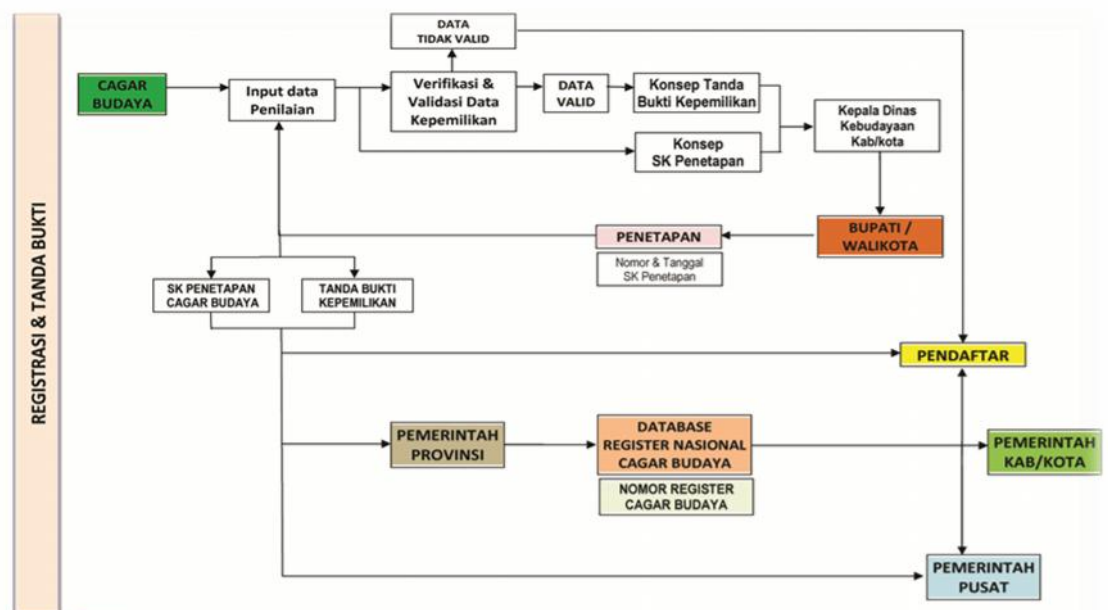 REGISTRASI & TANDA BUKTI
DATA
TIDAK VALID
CAGAR
BUDAYA
Input data
Penilaian
Verifikasi &
Validasi Data
Kepemilikan
DATA
VALID
Konsep Tanda
Bukti Kepemilikan
Konsep
SK Penetapan
Kepala Dinas
Kebudayaan
Kab/kota
BUPATI /
WALIKOTA
PENETAPAN
Nomor & Tanggal
SK Penetapan
SK PENETAPAN
CAGAR BUDAYA
TANDA BUKTI
KEPEMILIKAN
PENDAFTAR
PEMERINTAH
PROVINSI
DATABASE
REGISTER NASIONAL
CAGAR BUDAYA
NOMOR REGISTER
CAGAR BUDAYA
PEMERINTAH
KAB/KOTA
PEMERINTAH
PUSAT